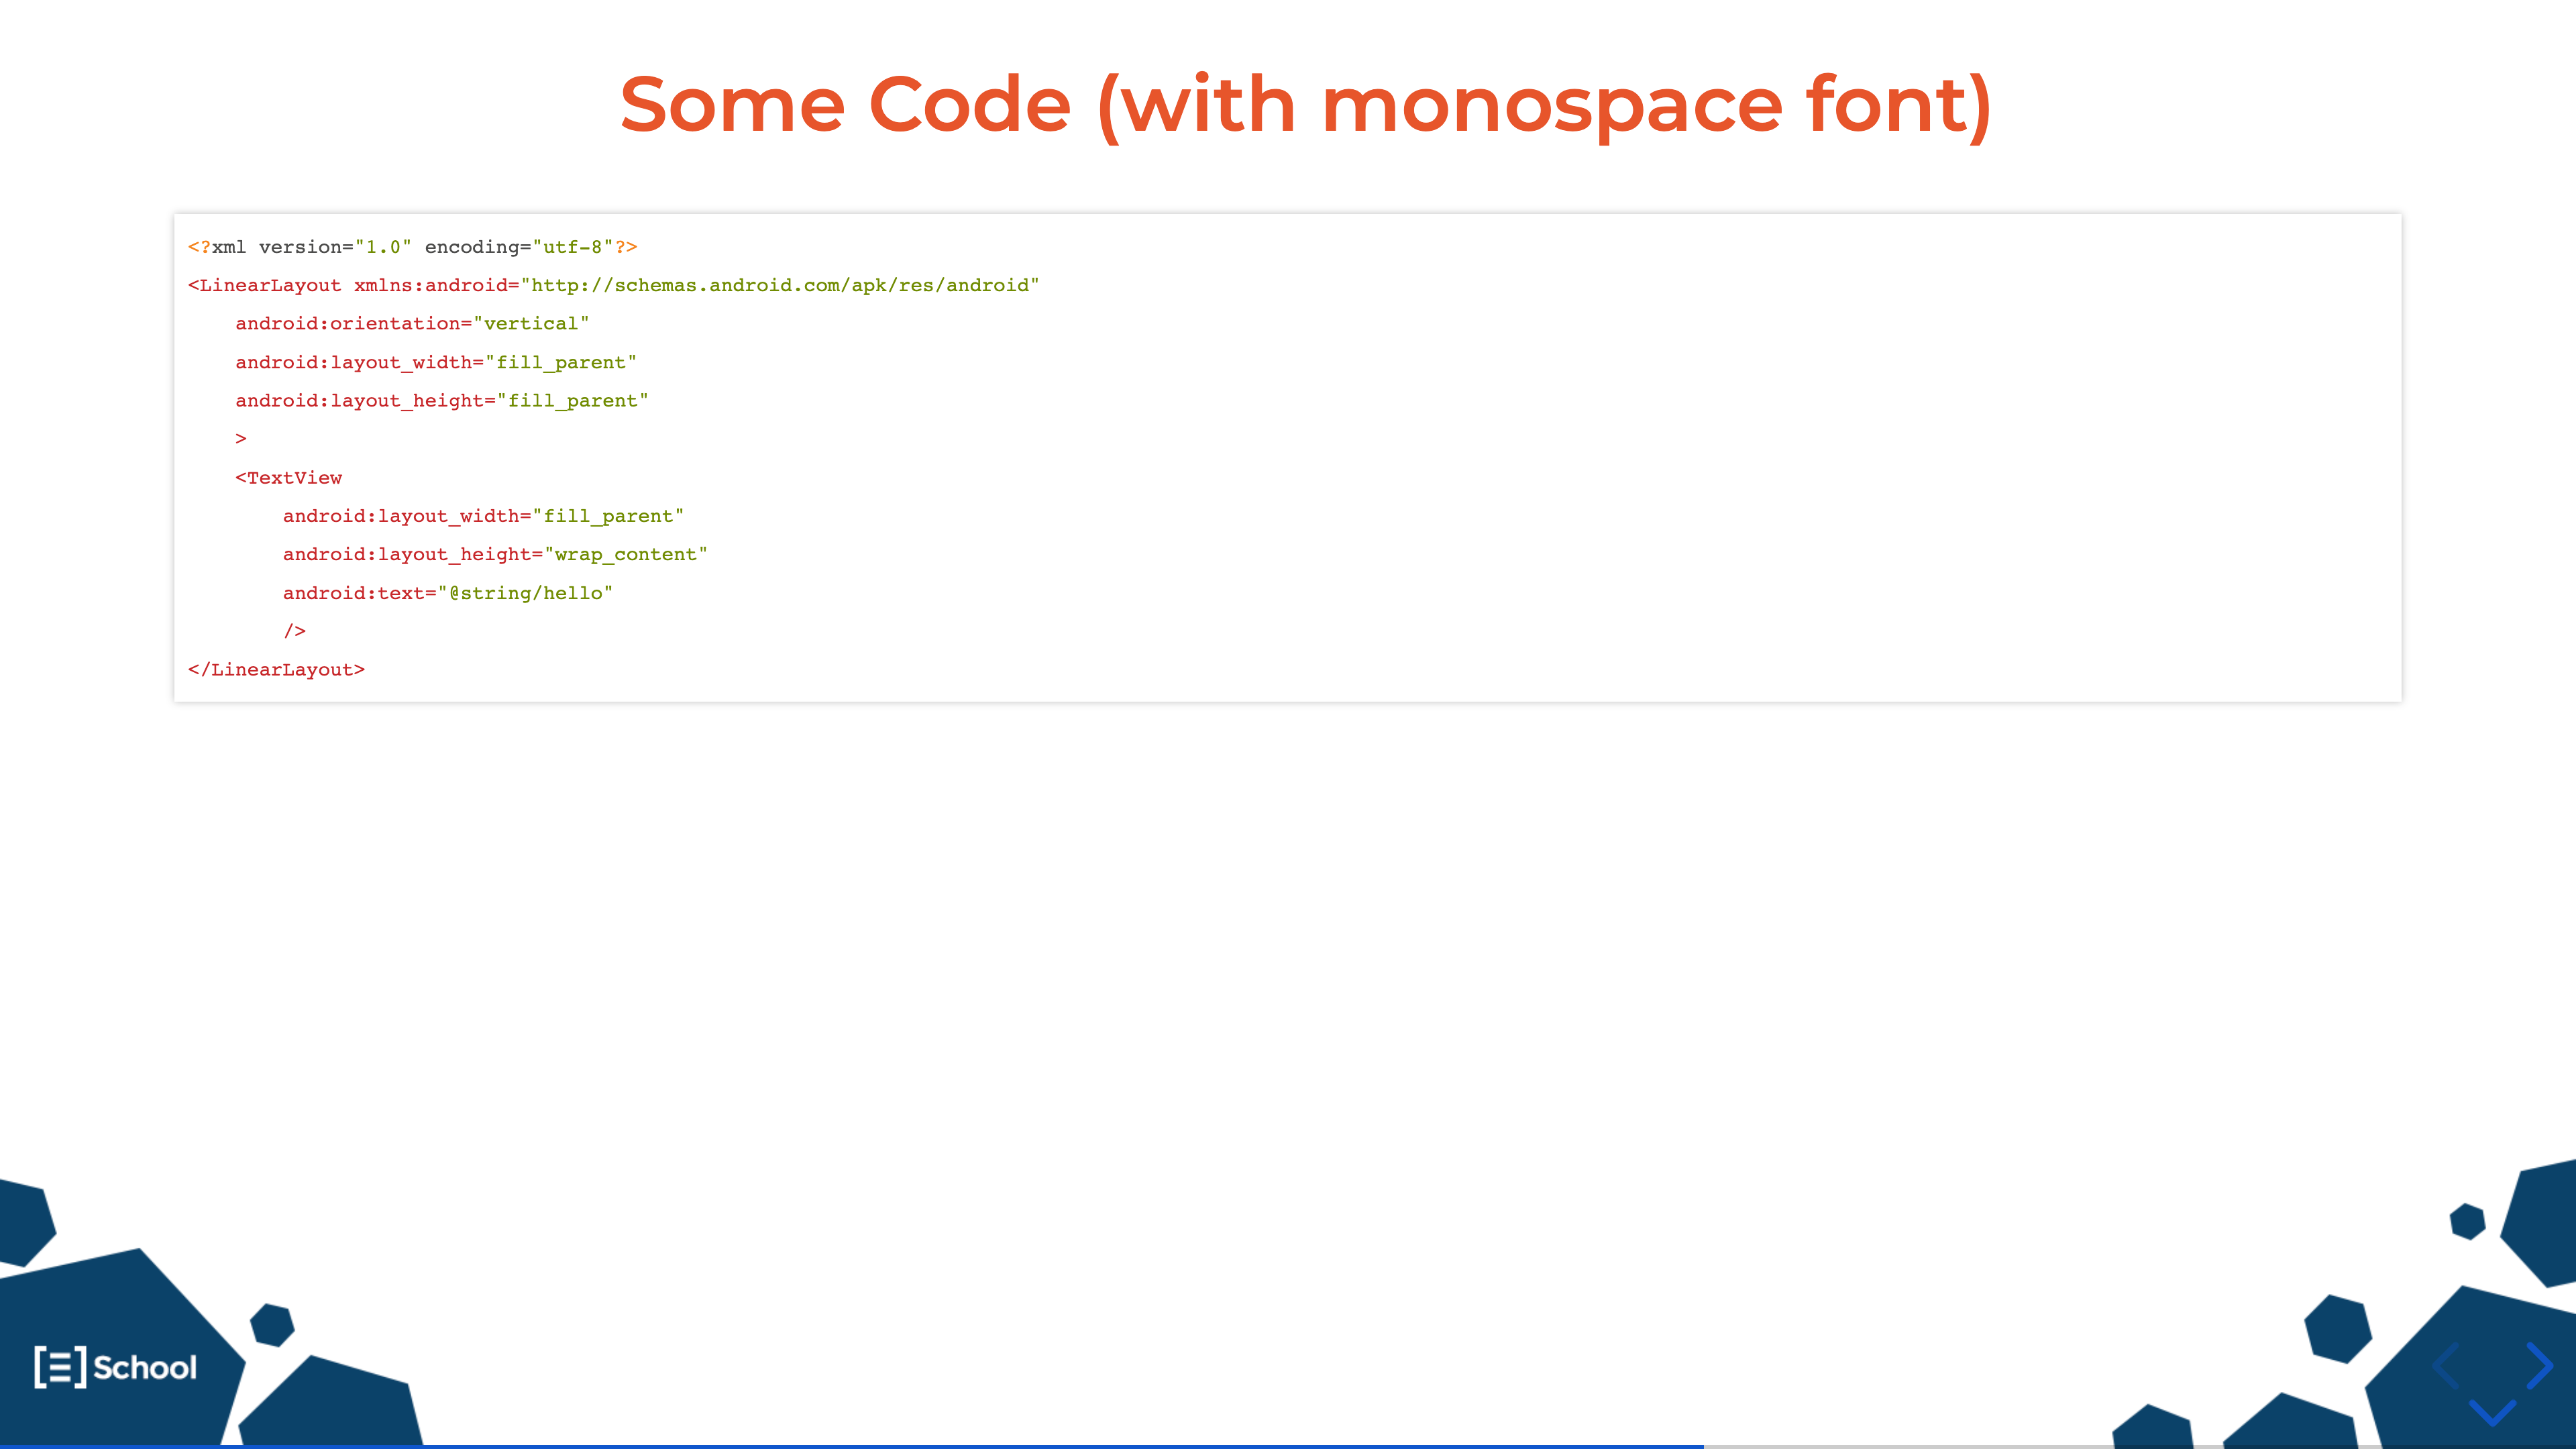 Some Code (with monospace font)
<?xml version="1.0" encoding="utf-8"?>
<LinearLayout xmlns:android="http://schemas.android.com/apk/res/android"
    android:orientation="vertical"
    android:layout_width="fill_parent"
    android:layout_height="fill_parent"
    >
    <TextView
        android:layout_width="fill_parent"
        android:layout_height="wrap_content"
        android:text="@string/hello"
        />
</LinearLayout>
School